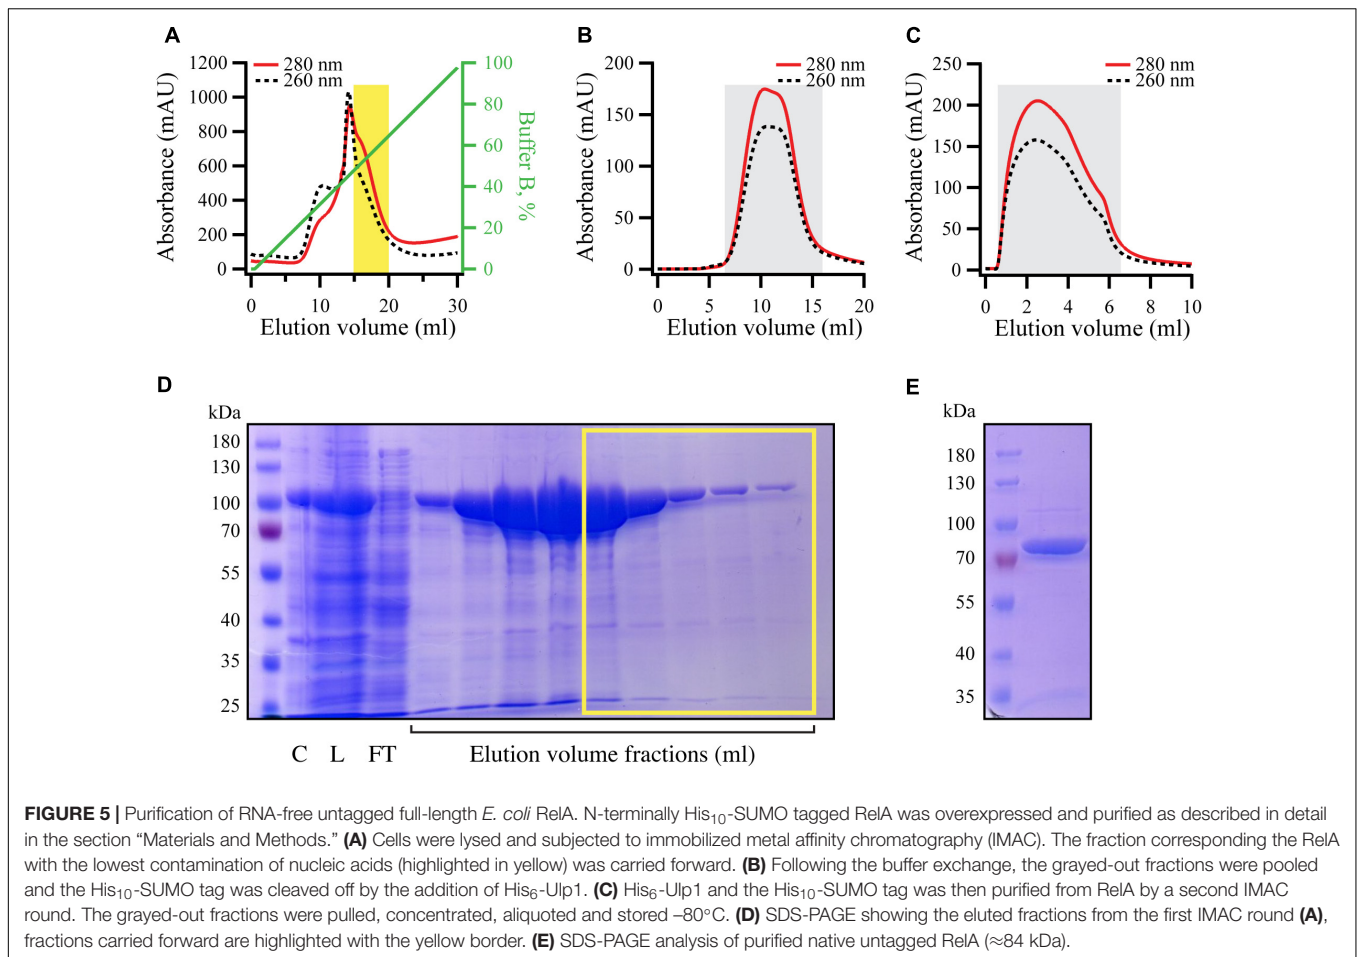 A
280 nm
260 nm
Absorbance (mAU)
1200
1000
800
600
400
200
0
100
80
60
40
20
0
Buffer B, %
0 10 20 30
Elution volume (ml)
B
280 nm
260 nm
Absorbance (mAU)
200
150
100
50
0
0 5 10 15 20
Elution volume (ml)
C
280 nm
260 nm
Absorbance (mAU)
250
200
150
100
50
0
0 2 4 6 8 10
Elution volume (ml)
D
kDa
180
130
100
70
55
40
35
25
C L FT
Elution volume fractions (ml)
E
kDa
180
130
100
70
55
40
35
FIGURE 5 | Purification of RNA-free untagged full-length E. coli RelA. N-terminally His10-SUMO tagged RelA was overexpressed and purified as described in detail
in the section “Materials and Methods.” (A) Cells were lysed and subjected to immobilized metal affinity chromatography (IMAC). The fraction corresponding the RelA
with the lowest contamination of nucleic acids (highlighted in yellow) was carried forward. (B) Following the buffer exchange, the grayed-out fractions were pooled
and the His10-SUMO tag was cleaved off by the addition of His6-Ulp1. (C) His6-Ulp1 and the His10-SUMO tag was then purified from RelA by a second IMAC
round. The grayed-out fractions were pulled, concentrated, aliquoted and stored –80°C. (D) SDS-PAGE showing the eluted fractions from the first IMAC round (A),
fractions carried forward are highlighted with the yellow border. (E) SDS-PAGE analysis of purified native untagged RelA (≈84 kDa).